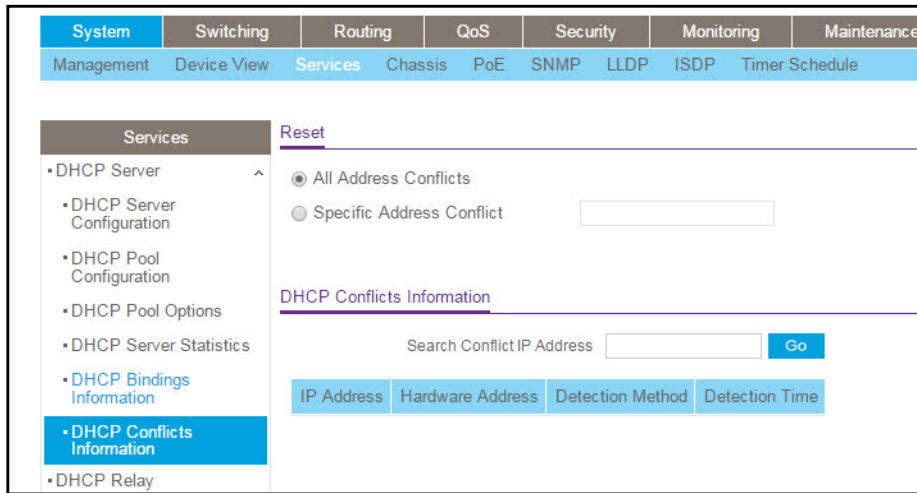 System Switching Routing QoS Security Monitoring Maintenance
Management Device View Services Chassis PoE SNMP LLDP ISDP Timer Schedule
Services
DHCP Server
DHCP Server
Configuration
DHCP Pool
Configuration
DHCP Pool Options
DHCP Server Statistics
DHCP Bindings
Information
DHCP Conflicts
Information
DHCP Relay
Reset
All Address Conflicts
Specific Address Conflict
DHCP Conflicts Information
Search Conflict IP Address Go
IP Address Hardware Address Detection Method Detection Time